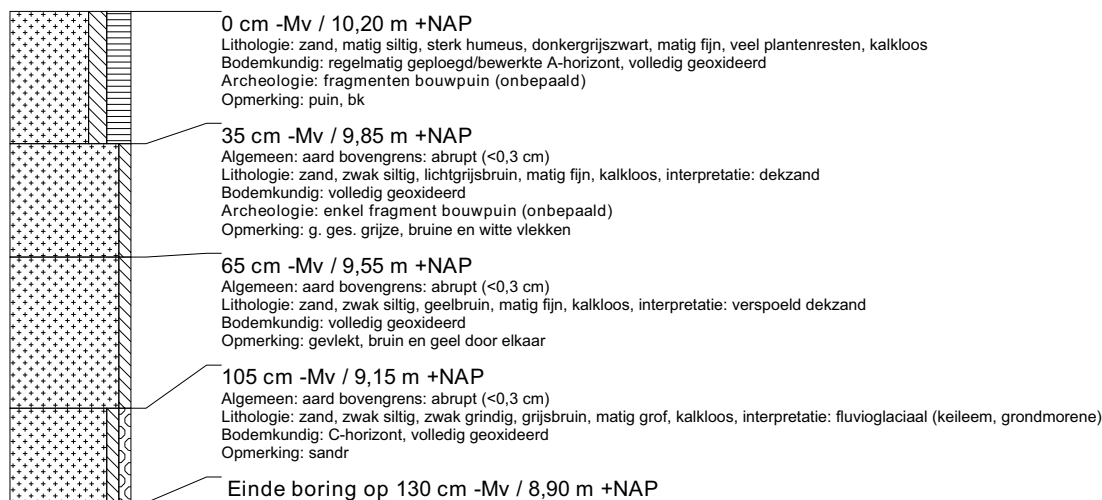 0 cm -Mv / 10,20 m +NAP
Lithologie: zand, matig siltig, sterk humeus, donkergrijszwart, matig fijn, veel plantenresten, kalkloos
Bodemkundig: regelmatig geploegd/bewerkte A-horizont, volledig geoxideerd
Archeologie: fragmenten bouwpuin (onbepaald)
Opmerking: puin, bk
35 cm -Mv / 9,85 m +NAP
Algemeen: aard bovengrens: abrupt (<0,3 cm)
Lithologie: zand, zwak siltig, lichtgrijsbruin, matig fijn, kalkloos, interpretatie: dekzand
Bodemkundig: volledig geoxideerd
Archeologie: enkel fragment bouwpuin (onbepaald)
Opmerking: g. ges. grijze, bruine en witte vlekken
65 cm -Mv / 9,55 m +NAP
Algemeen: aard bovengrens: abrupt (<0,3 cm)
Lithologie: zand, zwak siltig, geelbruin, matig fijn, kalkloos, interpretatie: verspoeld dekzand
Bodemkundig: volledig geoxideerd
Opmerking: gevlekt, bruin en geel door elkaar
105 cm -Mv / 9,15 m +NAP
Algemeen: aard bovengrens: abrupt (<0,3 cm)
Lithologie: zand, zwak siltig, zwak grindig, grijsbruin, matig grof, kalkloos, interpretatie: fluvioglaciaal (keileem, grondmorene)
Bodemkundig: C-horizont, volledig geoxideerd
Opmerking: sandr
Einde boring op 130 cm -Mv / 8,90 m +NAP